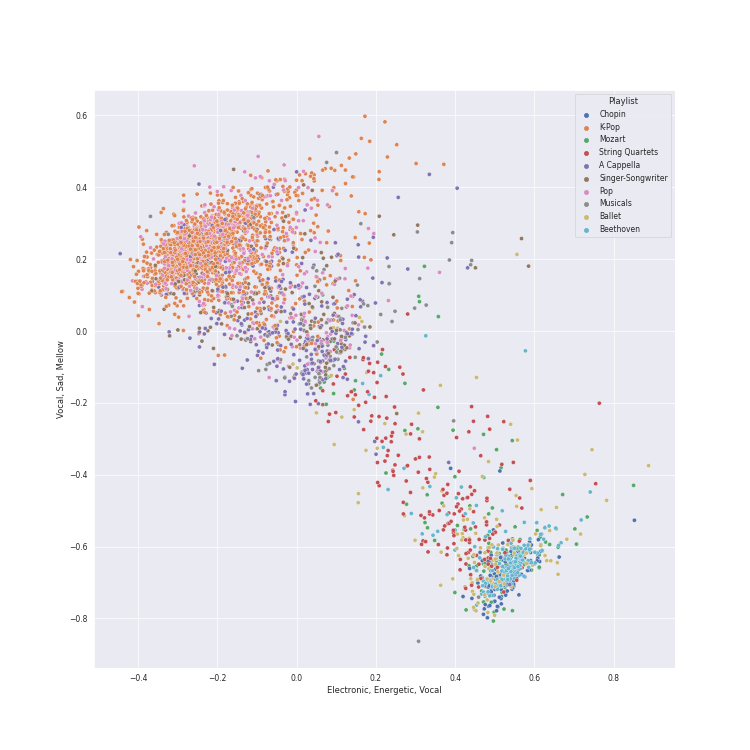 Playlist
Chopin
K-Pop
Mozart
String Quartets
A Cappella
Singer-Songwriter
Pop
Musicals
Ballet
Beethoven
0.6
0.4
0.2
0.0
−0.2
−0.4
−0.6
−0.8
Vocal, Sad, Mellow
−0.4 −0.2 0.0 0.2 0.4 0.6 0.8
Electronic, Energetic, Vocal